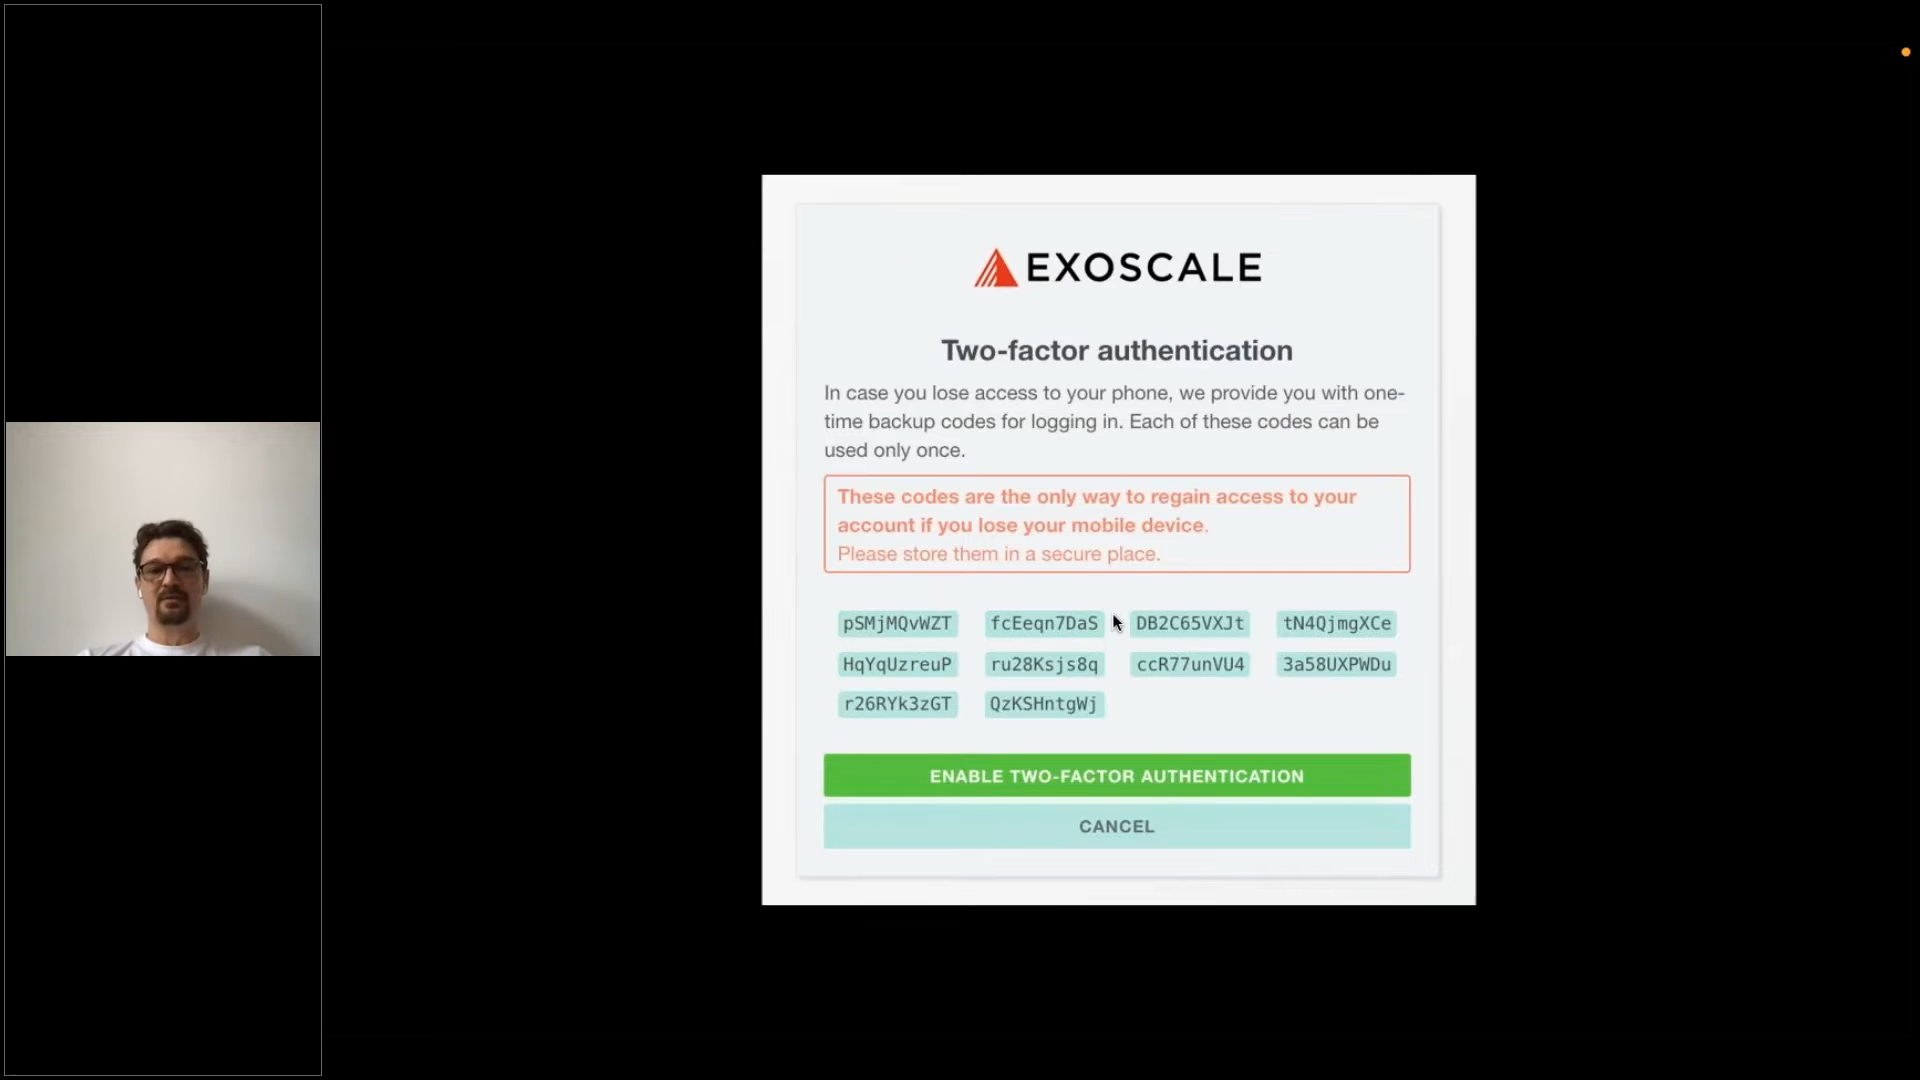 EXOSCALE
Two-factor authentication
In case you lose access to your phone, we provide you with one-
time backup codes for logging in. Each of these codes can be
used only once.
These codes are the only way to regain access to your
account if you lose your mobile device.
Please store them in a secure place.
pSMjMQvWZT fcEeqn7DaS DB2C65VXJt tN4QjmgXCe
HqYqUzreuP ru28Ksjs8q ccR77unVU4 3a58UXPWDu
r26RYk3zGT QzKSHntgWj
ENABLE TWO-FACTOR AUTHENTICATION
CANCEL